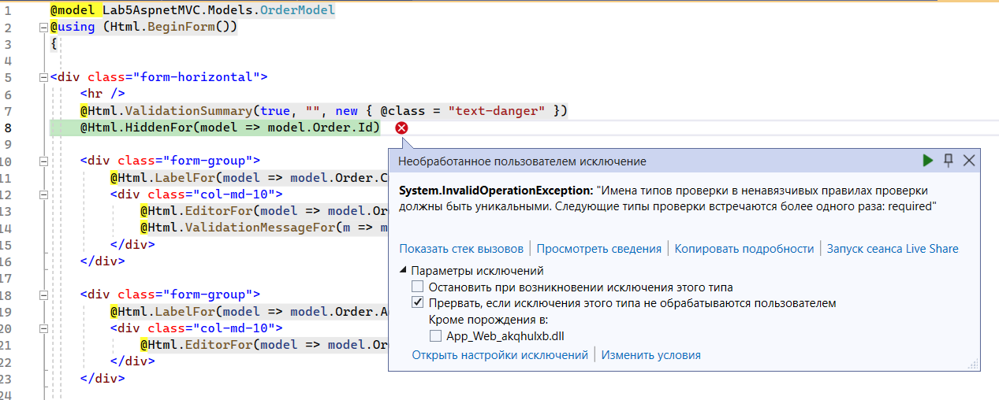 1 @model Lab5AspnetMVC.Models.OrderModel
2 @using (Html.BeginForm())
3 {
4
5 <div class="form-horizontal">
6 <hr />
7 @Html.ValidationSummary(true, "", new { @class = "text-danger" })
8 @Html.HiddenFor(model => model.Order.Id)
9
10 <div class="form-group">
11 @Html.LabelFor(model => model.Order.C
12 <div class="col-md-10">
13 @Html.EditorFor(model => model.Or
14 @Html.ValidationMessageFor(m => m
15 </div>
16 </div>
17
18 <div class="form-group">
19 @Html.LabelFor(model => model.Order.A
20 <div class="col-md-10">
21 @Html.EditorFor(model => model.Or
22 </div>
23 </div>
24
Необработанное пользователем исключение
System.InvalidOperationException: "Имена типов проверки в ненавязчивых правилах проверки
должны быть уникальными. Следующие типы проверки встречаются более одного раза: required"
Показать стек вызовов | Просмотреть сведения | Копировать подробности | Запуск сеанса Live Share
Параметры исключений
Остановить при возникновении исключения этого типа
Прервать, если исключения этого типа не обрабатываются пользователем
Кроме порождения в:
App_Web_akqhulxb.dll
Открыть настройки исключений | Изменить условия